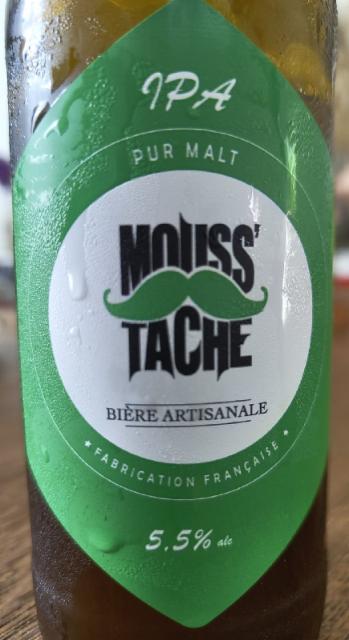 IPA
PUR MALT
MOUSS'
TACHE
BIÈRE ARTISANALE
★ FABRICATION FRANÇAISE ★
5.5% alc